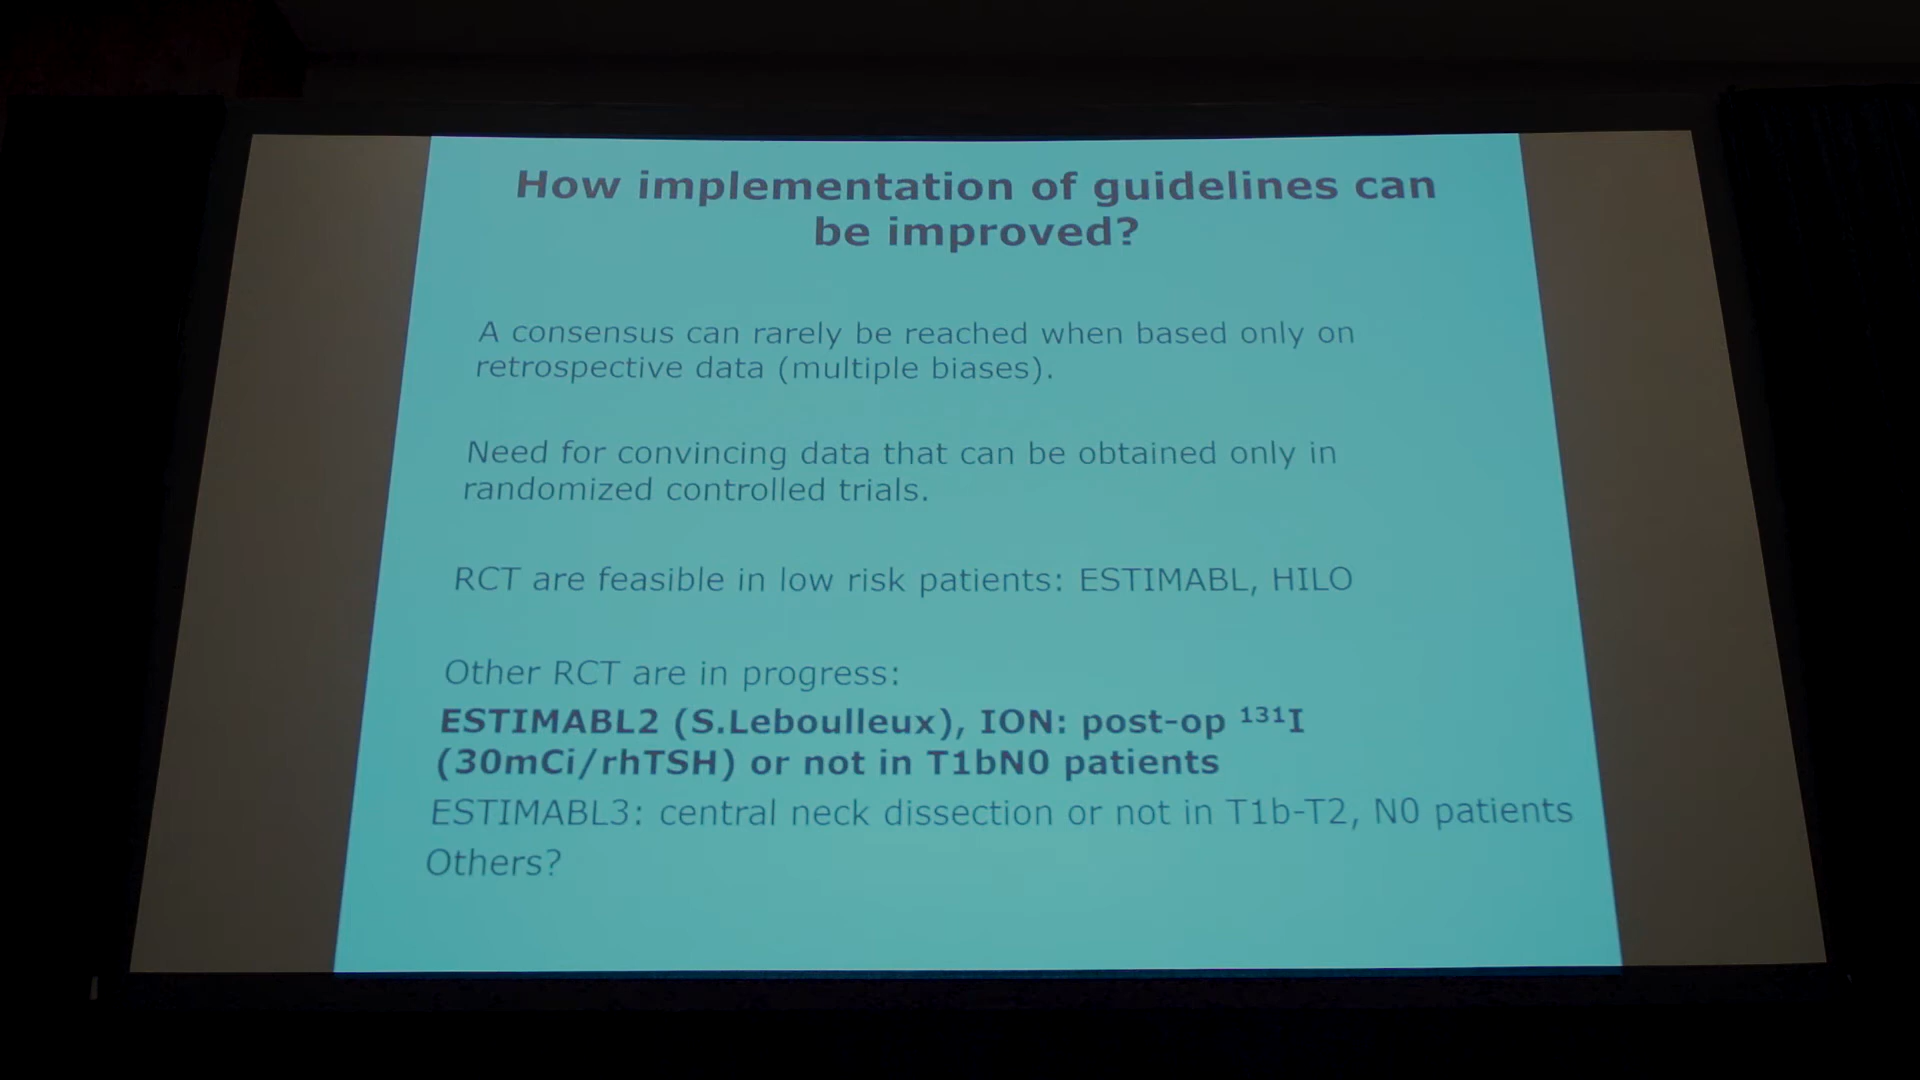 How implementation of guidelines can
be improved?
A consensus can rarely be reached when based only on
retrospective data (multiple biases).
Need for convincing data that can be obtained only in
randomized controlled trials.
RCT are feasible in low risk patients: ESTIMABL, HILO
Other RCT are in progress:
ESTIMABL2 (S.Leboulleux), ION: post-op ¹³¹I
(30mCi/rhTSH) or not in T1bN0 patients
ESTIMABL3: central neck dissection or not in T1b-T2, N0 patients
Others?